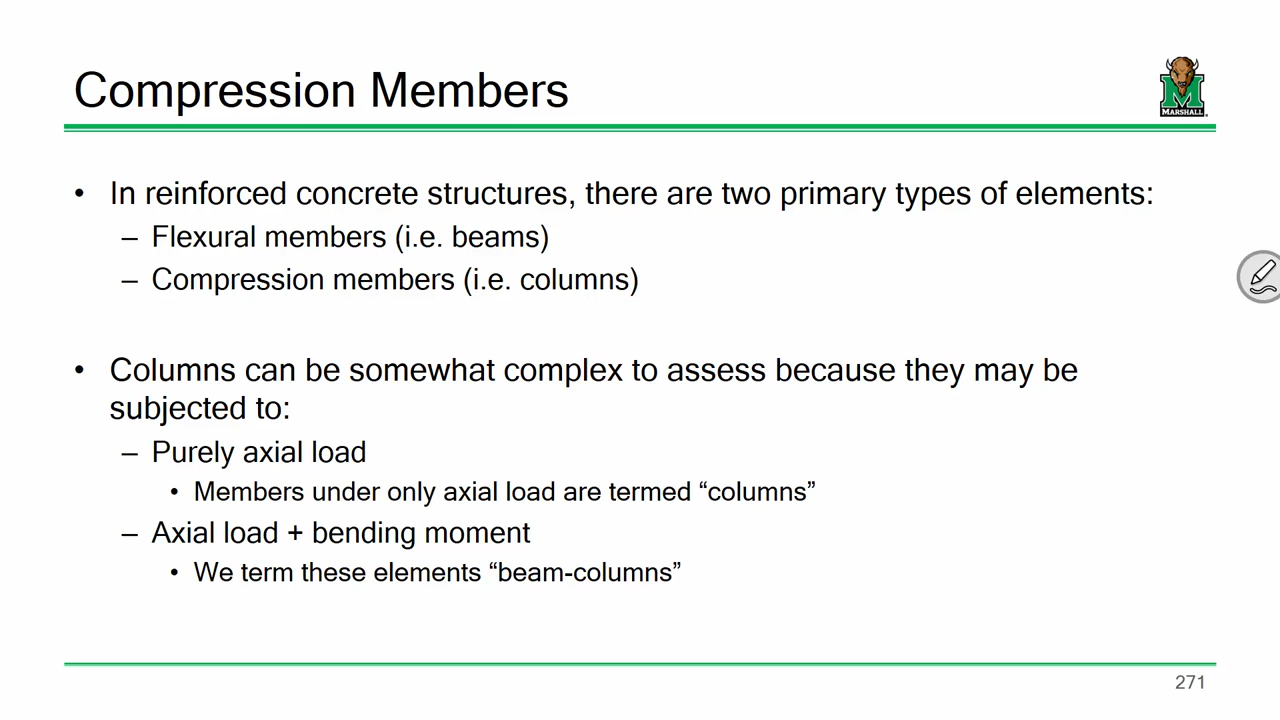 Compression Members
MARSHALL
• In reinforced concrete structures, there are two primary types of elements:
– Flexural members (i.e. beams)
– Compression members (i.e. columns)
• Columns can be somewhat complex to assess because they may be
subjected to:
– Purely axial load
• Members under only axial load are termed “columns”
– Axial load + bending moment
• We term these elements “beam-columns”
271